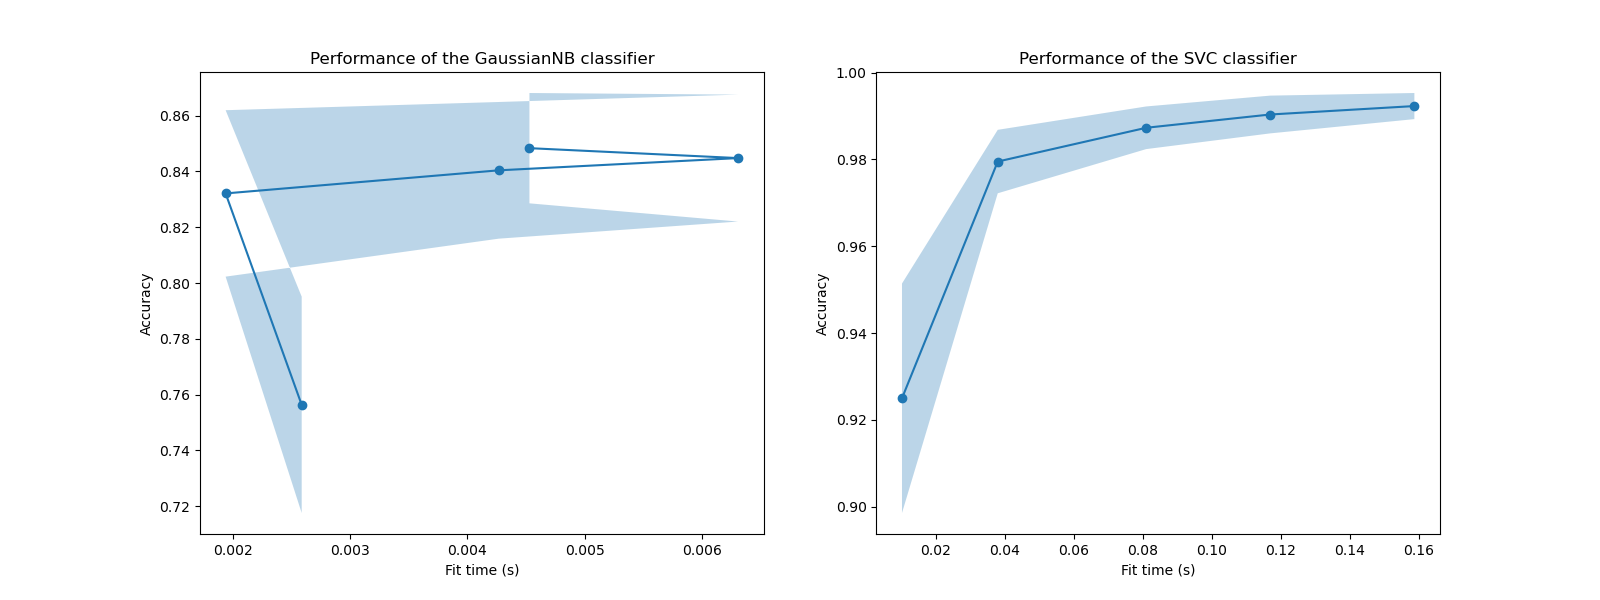 Performance of the GaussianNB classifier
Accuracy
0.86
0.84
0.82
0.80
0.78
0.76
0.74
0.72
0.002 0.003 0.004 0.005 0.006
Fit time (s)
Performance of the SVC classifier
Accuracy
1.00
0.98
0.96
0.94
0.92
0.90
0.02 0.04 0.06 0.08 0.10 0.12 0.14 0.16
Fit time (s)